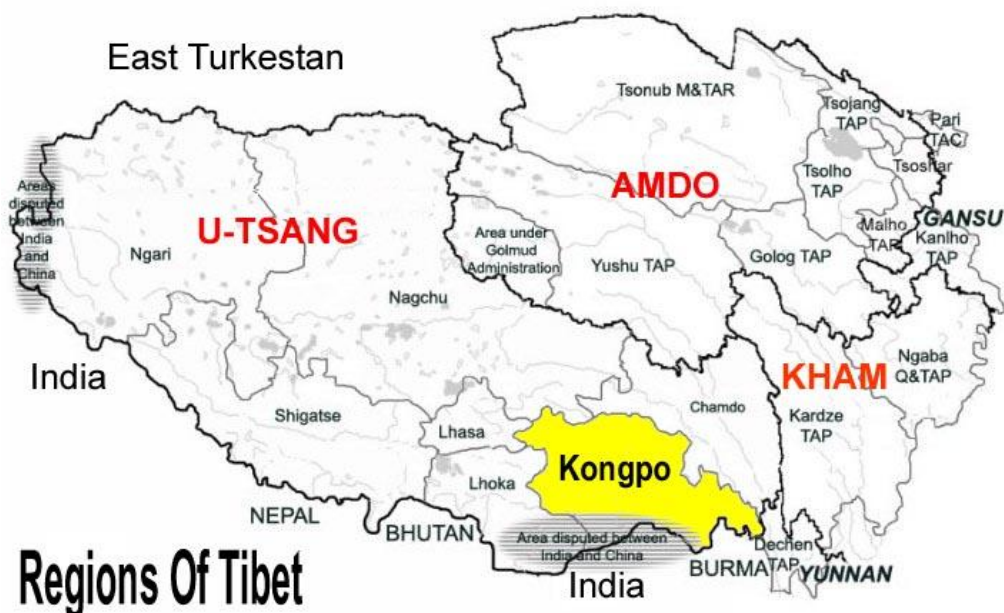 East Turkestan
Tsonub M&TAR
Tsojang
TAP
Pari
TAC
Tsoshar
Tsolho
TAP
AMDO
Areas
disputed
between
India
and
China
U-TSANG
Ngari
Area under
Golmud
Administration
Yushu TAP
Golog TAP
Malho
TAP
GANSU
Kanlho
TAP
Nagchu
India
KHAM
Ngaba
Q&TAP
Kardze
TAP
Shigatse
Chamdo
Lhasa
Kongpo
Lhoka
NEPAL
BHUTAN
Area disputed between
India and China
India
BURMA
Dechen
TAP
YUNNAN
Regions Of Tibet